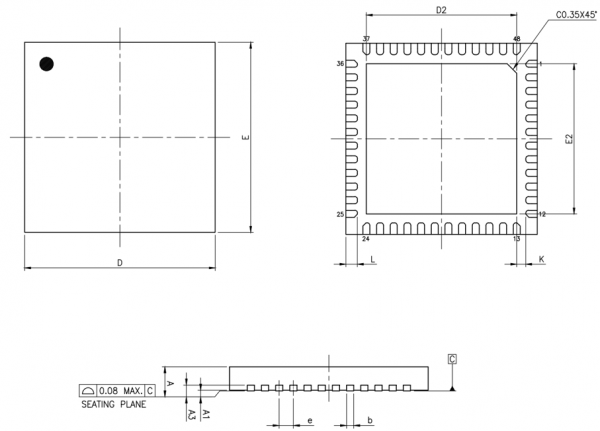 D2
C0.35X45°
37
48
36
1
E
E2
25
12
24
13
D
L
K
C
A
0.08 MAX. C
SEATING PLANE
A3
A1
e
b